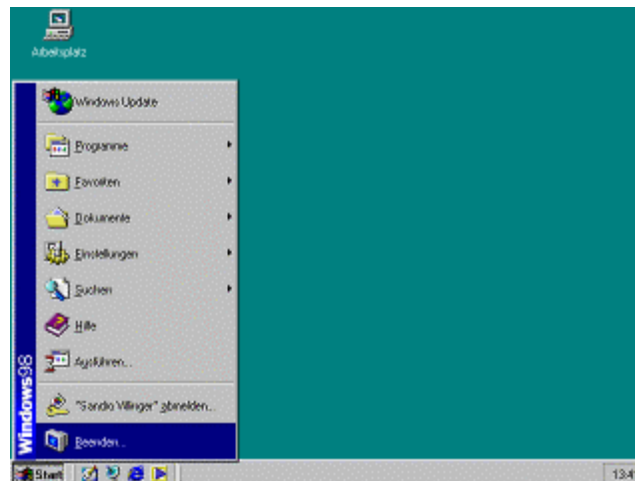 Arbeitsplatz
Windows Update
Programme
Favoriten
Dokumente
Einstellungen
Suchen
Hilfe
Ausführen...
"Sandro Villinger" abmelden...
Beenden...
Windows98
Start